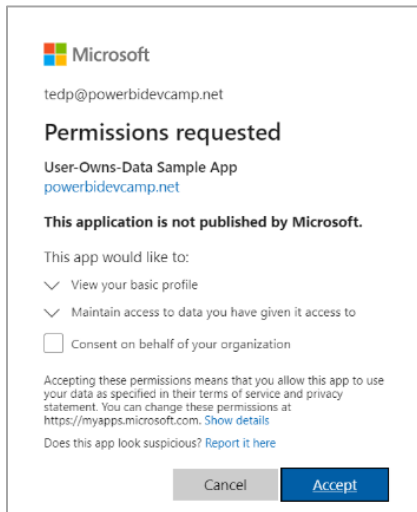 Microsoft
tedp@powerbidevcamp.net
Permissions requested
User-Owns-Data Sample App
powerbidevcamp.net
This application is not published by Microsoft.
This app would like to:
View your basic profile
Maintain access to data you have given it access to
Consent on behalf of your organization
Accepting these permissions means that you allow this app to use
your data as specified in their terms of service and privacy
statement. You can change these permissions at
https://myapps.microsoft.com. Show details
Does this app look suspicious? Report it here
Cancel Accept